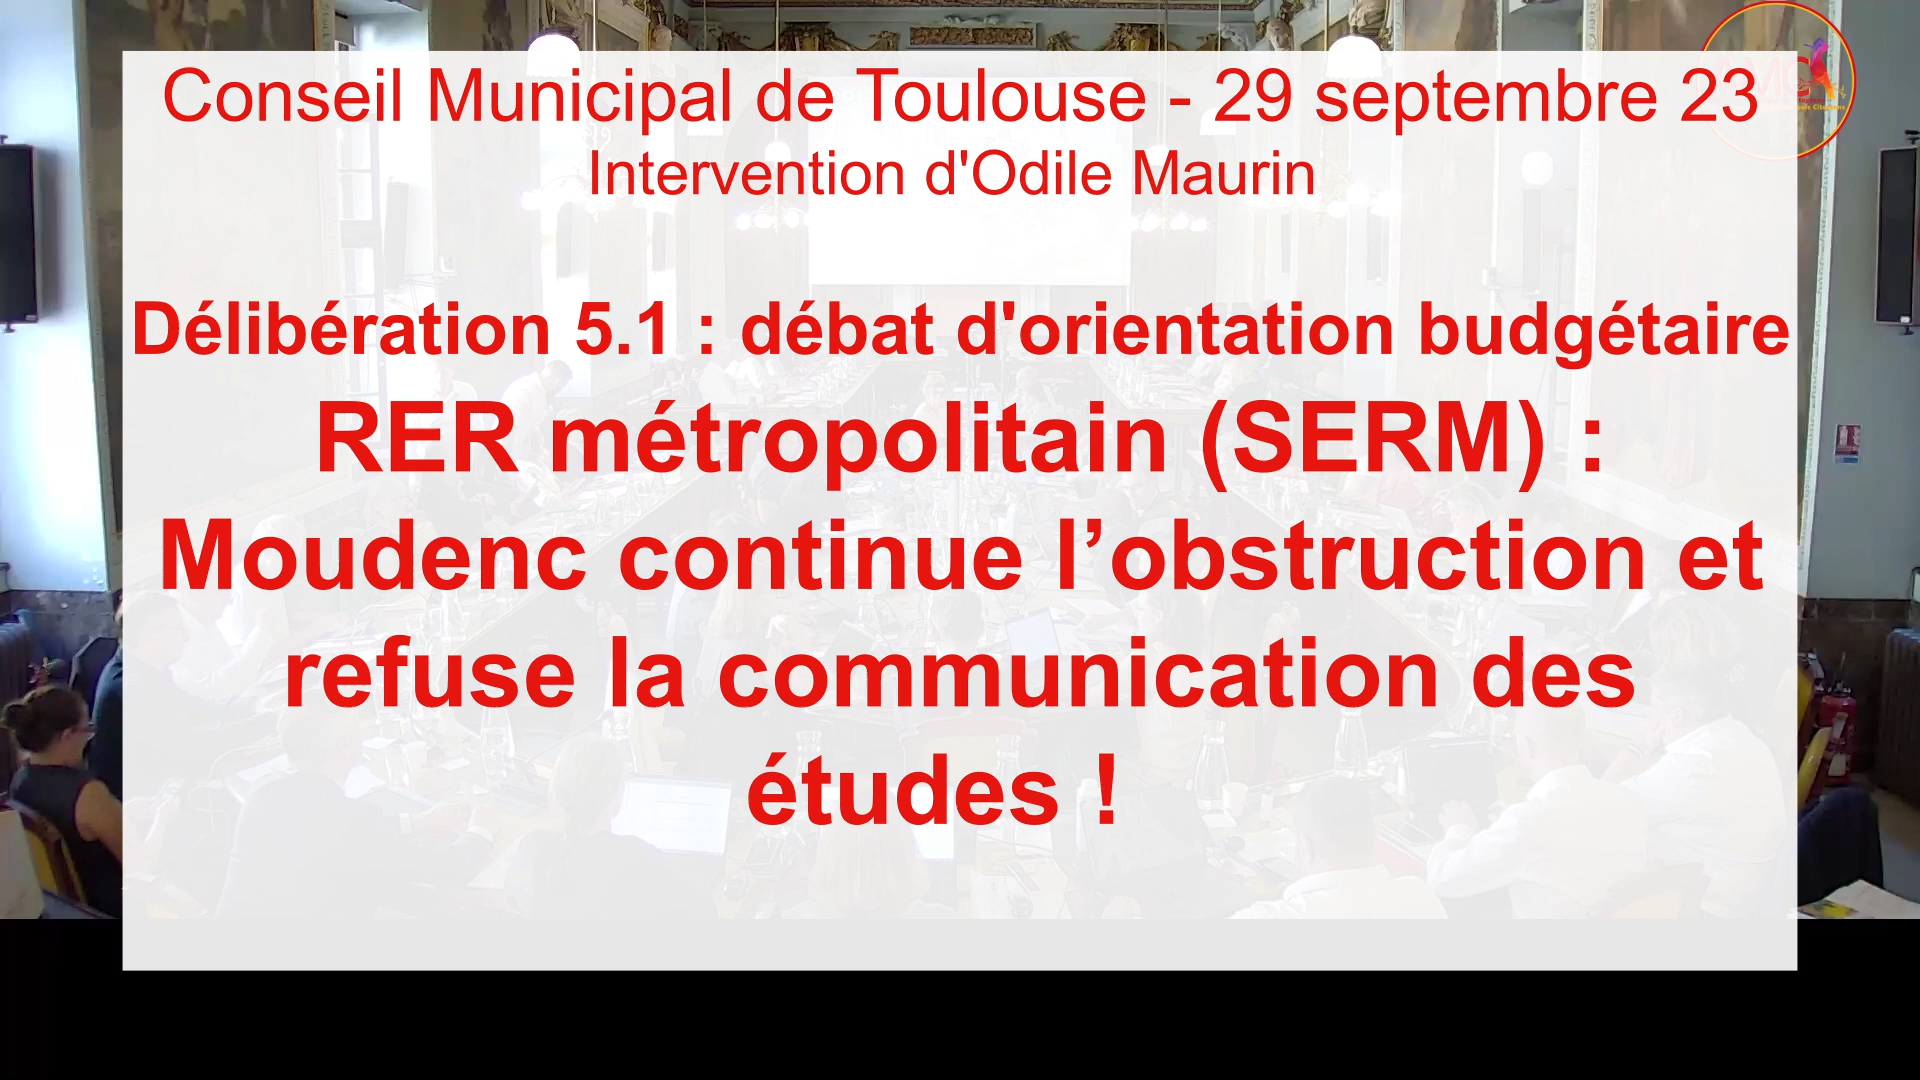 Conseil Municipal de Toulouse - 29 septembre 23
Intervention d'Odile Maurin
Délibération 5.1 : débat d'orientation budgétaire
RER métropolitain (SERM) :
Moudenc continue l’obstruction et
refuse la communication des
études !